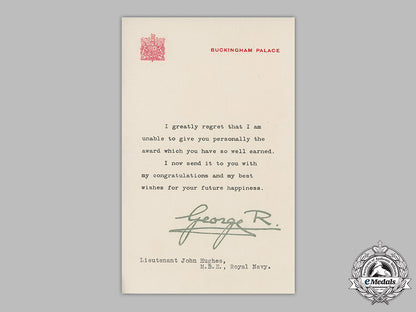 BUCKINGHAM PALACE
I greatly regret that I am
unable to give you personally the
award which you have so well earned.
I now send it to you with
my congratulations and my best
wishes for your future happiness.
George R.
Lieutenant John Hughes,
M.B.E., Royal Navy.
eMedals